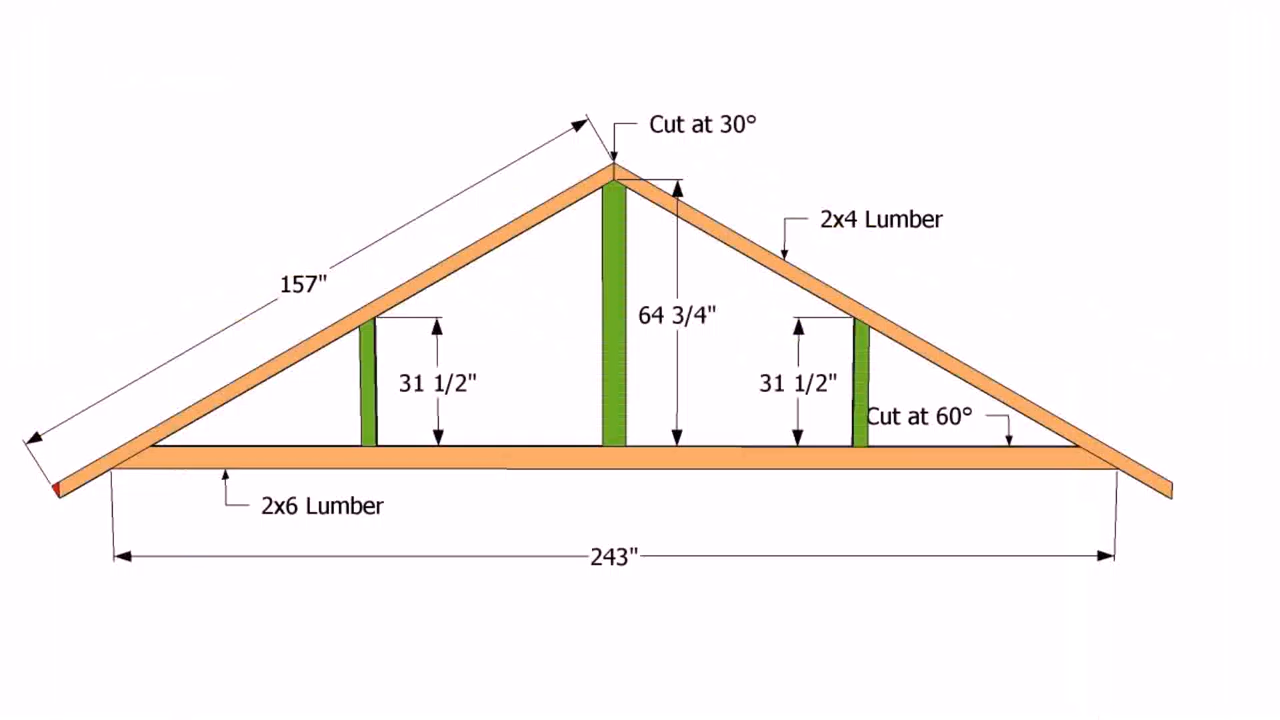 Cut at 30°
2x4 Lumber
157"
64 3/4"
31 1/2"
31 1/2"
Cut at 60°
2x6 Lumber
243"